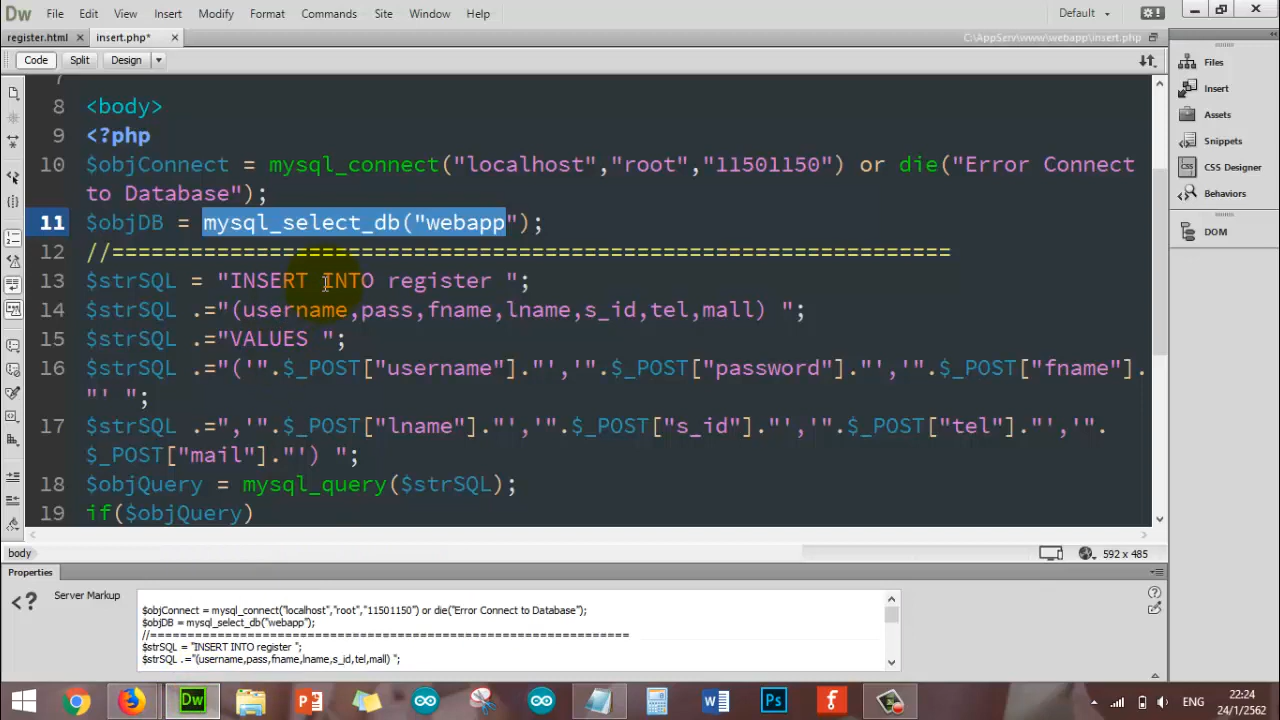 Dw File Edit View Insert Modify Format Commands Site Window Help Default
register.html insert.php* C:\AppServ\www\webapp\insert.php
Code Split Design
7
8 <body>
9 <?php
10 $objConnect = mysql_connect("localhost","root","11501150") or die("Error Connect
to Database");
11 $objDB = mysql_select_db("webapp");
12 //================================================================
13 $strSQL = "INSERT INTO register ";
14 $strSQL .="(username,pass,fname,lname,s_id,tel,mall) ";
15 $strSQL .="VALUES ";
16 $strSQL .="('".$_POST["username"]."','".$_POST["password"]."','".$_POST["fname"].
"' ";
17 $strSQL .=",'".$_POST["lname"]."','".$_POST["s_id"]."','".$_POST["tel"]."','".
$_POST["mail"]."') ";
18 $objQuery = mysql_query($strSQL);
19 if($objQuery)
Files
Insert
Assets
Snippets
CSS Designer
Behaviors
DOM
body 592 x 485
Properties
<? Server Markup
$objConnect = mysql_connect("localhost","root","11501150") or die("Error Connect to Database");
$objDB = mysql_select_db("webapp");
//================================================================
$strSQL = "INSERT INTO register ";
$strSQL .="(username,pass,fname,lname,s_id,tel,mall) ";
Dw Ps ENG 22:24
24/1/2562